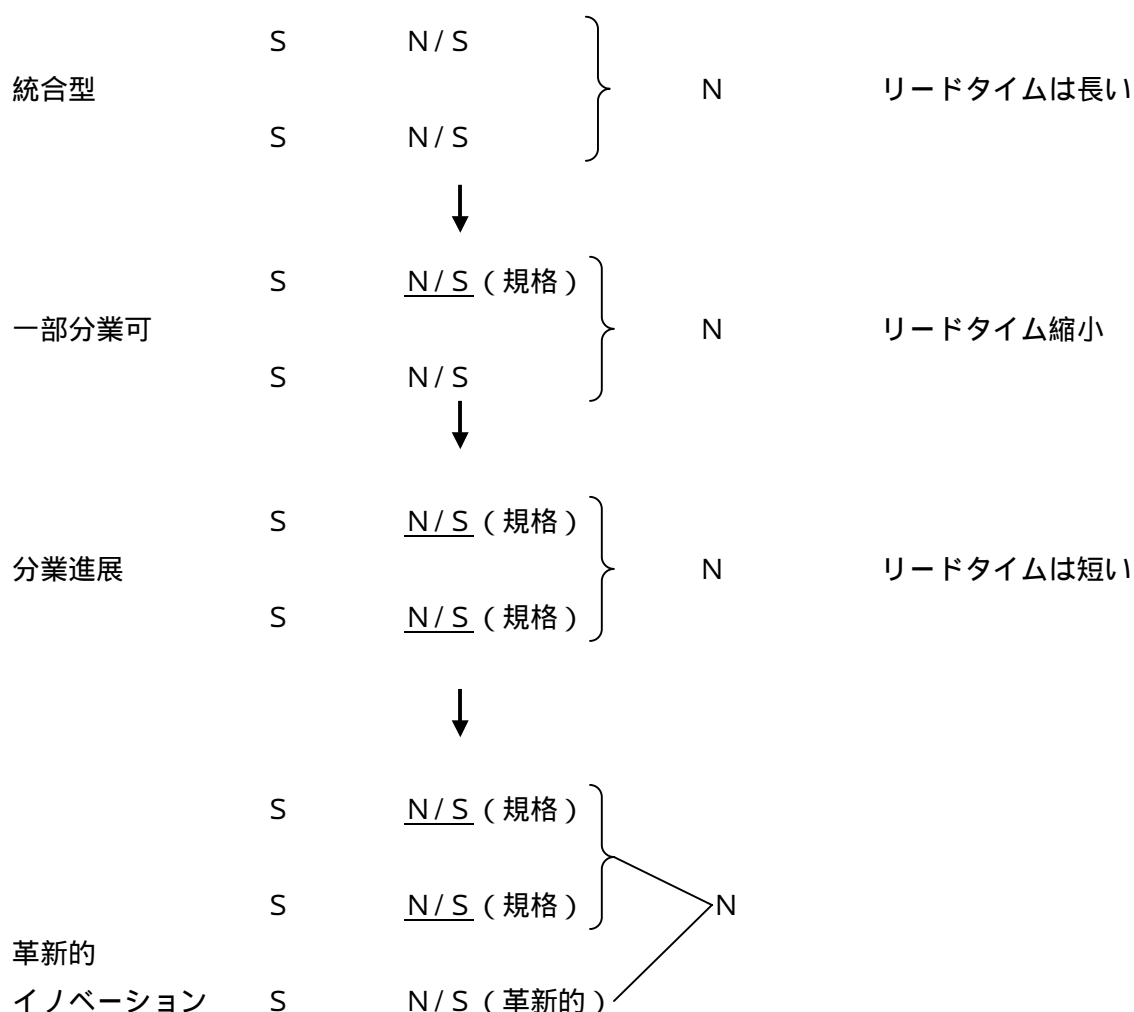 S N/S
統合型 N リードタイムは長い
S N/S
S N/S(規格)
一部分業可 N リードタイム縮小
S N/S
S N/S(規格)
分業進展 N リードタイムは短い
S N/S(規格)
S N/S(規格)
S N/S(規格) N
革新的
イノベーション S N/S(革新的)